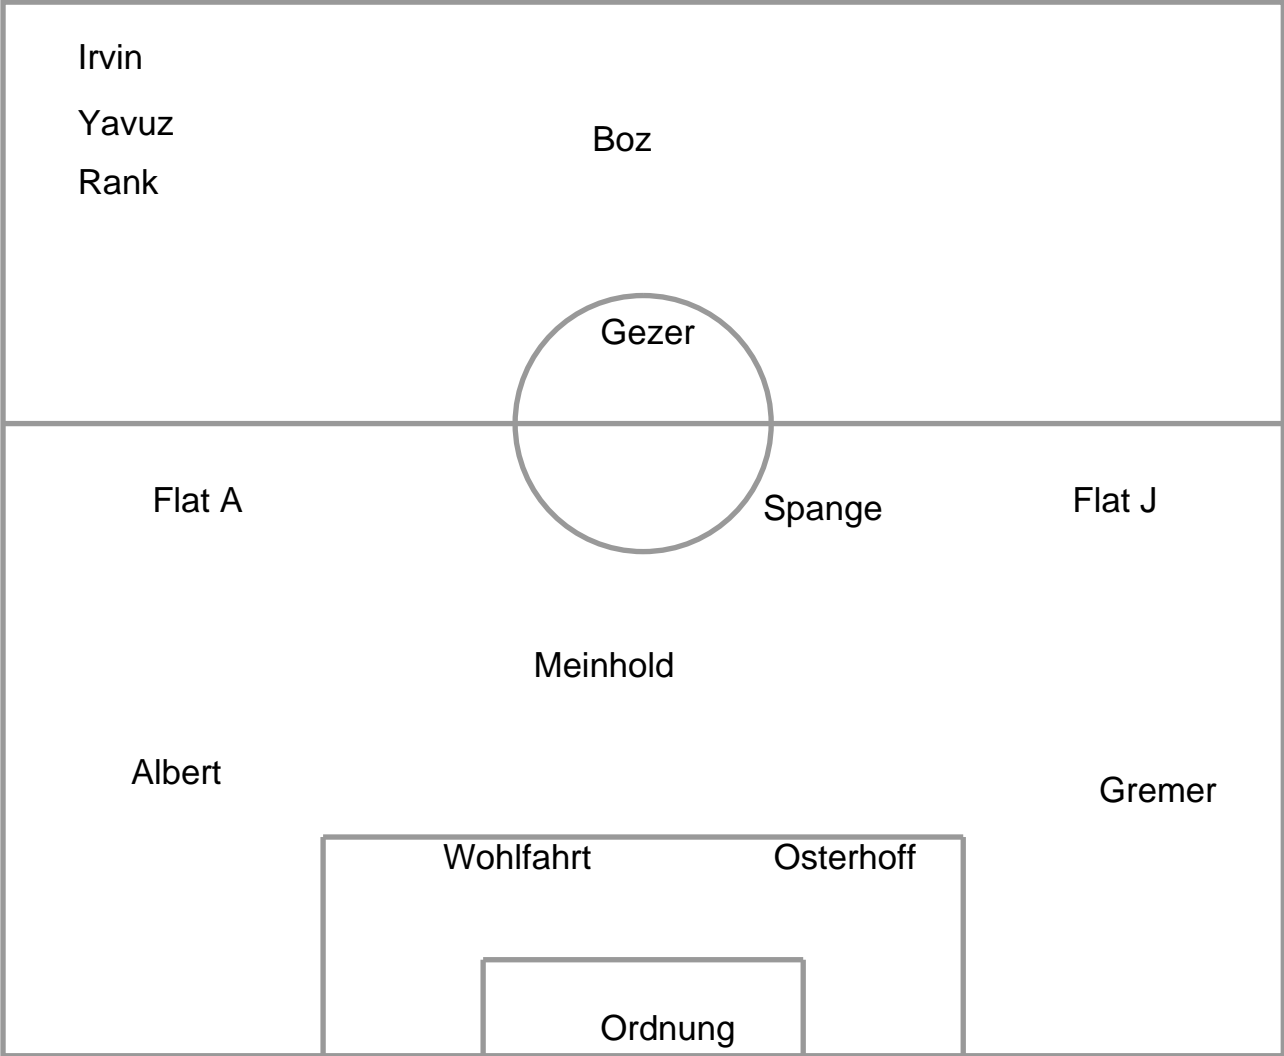 Irvin
Yavuz
Boz
Rank
Gezer
Flat A
Spange
Flat J
Meinhold
Albert
Gremer
Wohlfahrt
Osterhoff
Ordnung